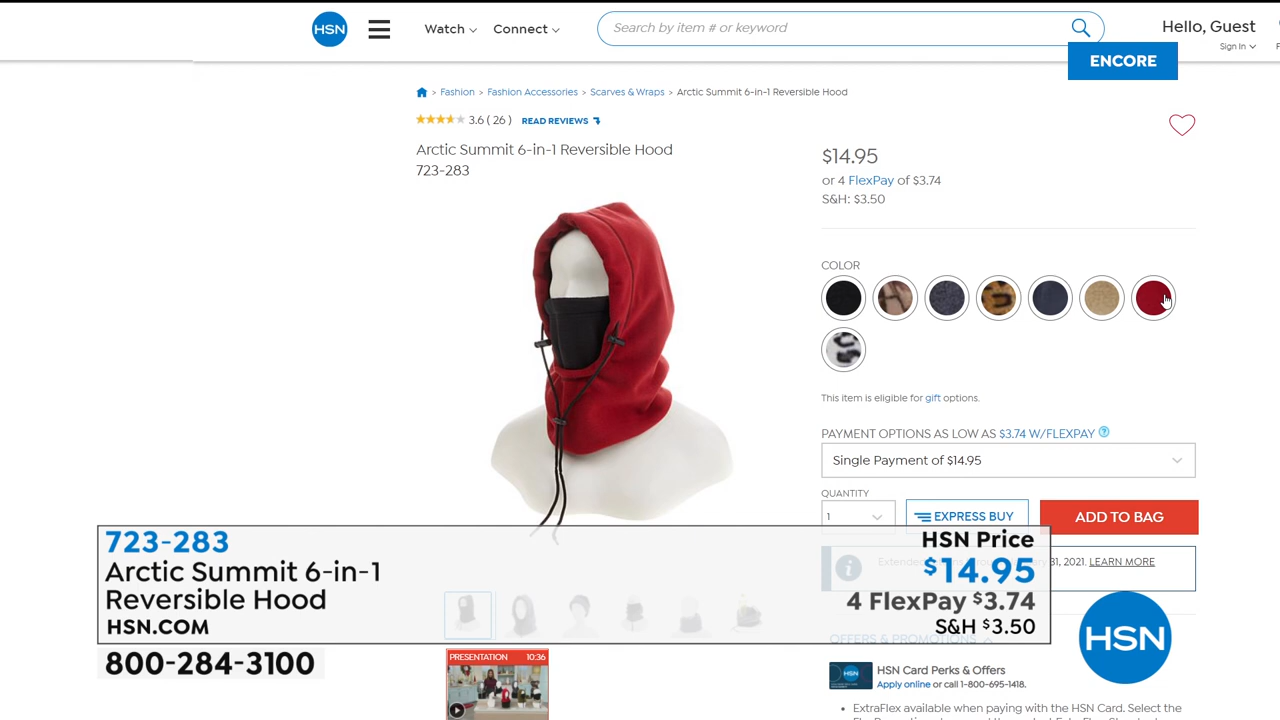 HSN
Watch
Connect
Search by item # or keyword
Hello, Guest
Sign In
ENCORE
Fashion > Fashion Accessories > Scarves & Wraps > Arctic Summit 6-in-1 Reversible Hood
3.6 ( 26 ) READ REVIEWS
Arctic Summit 6-in-1 Reversible Hood
723-283
$14.95
or 4 FlexPay of $3.74
S&H: $3.50
COLOR
This item is eligible for gift options.
PAYMENT OPTIONS AS LOW AS $3.74 W/FLEXPAY ?
Single Payment of $14.95
QUANTITY
1
EXPRESS BUY
ADD TO BAG
31, 2021. LEARN MORE
723-283
Arctic Summit 6-in-1
Reversible Hood
HSN.COM
HSN Price
$14.95
4 FlexPay $3.74
S&H $3.50
OFFERS & PROMOTIONS
HSN
800-284-3100
PRESENTATION 10:36
HSN Card Perks & Offers
Apply online or call 1-800-695-1418.
• ExtraFlex available when paying with the HSN Card. Select the